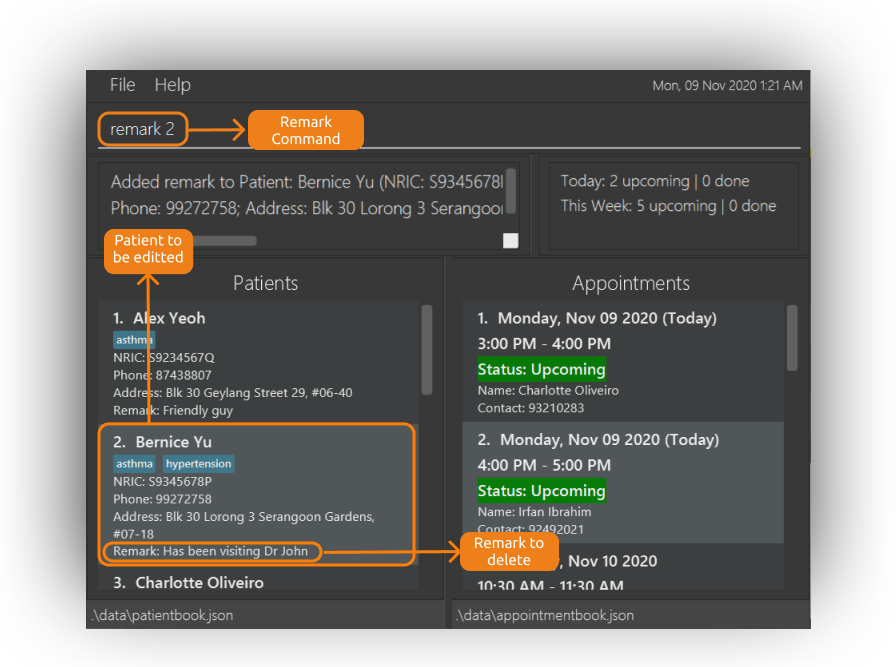 File Help
Mon, 09 Nov 2020 1:21 AM
remark 2
Remark
Command
Added remark to Patient: Bernice Yu (NRIC: S9345678
Phone: 99272758; Address: Blk 30 Lorong 3 Serangoo
Today: 2 upcoming | 0 done
This Week: 5 upcoming | 0 done
Patient to
be editted
Patients
1. Alex Yeoh
asthma
NRIC: S9234567Q
Phone: 87438807
Address: Blk 30 Geylang Street 29, #06-40
Remark: Friendly guy
2. Bernice Yu
asthma hypertension
NRIC: S9345678P
Phone: 99272758
Address: Blk 30 Lorong 3 Serangoon Gardens,
#07-18
Remark: Has been visiting Dr John
3. Charlotte Oliveiro
Appointments
1. Monday, Nov 09 2020 (Today)
3:00 PM - 4:00 PM
Status: Upcoming
Name: Charlotte Oliveiro
Contact: 93210283
2. Monday, Nov 09 2020 (Today)
4:00 PM - 5:00 PM
Status: Upcoming
Name: Irfan Ibrahim
Contact: 92492021
Remark to
delete
, Nov 10 2020
10:30 AM - 11:30 AM
.\data\patientbook.json
.\data\appointmentbook.json